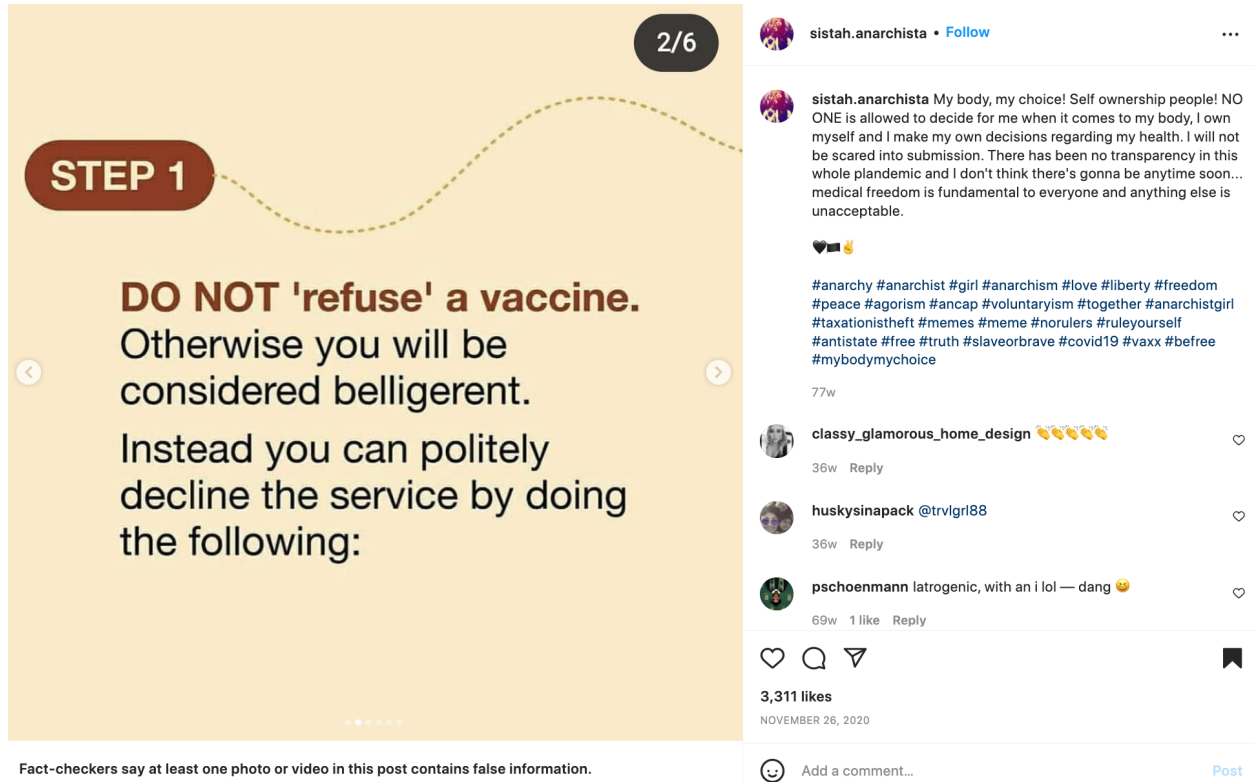 2/6
STEP 1
DO NOT 'refuse' a vaccine.
Otherwise you will be
considered belligerent.
Instead you can politely
decline the service by doing
the following:
Fact-checkers say at least one photo or video in this post contains false information.
sistah.anarchista • Follow
sistah.anarchista My body, my choice! Self ownership people! NO
ONE is allowed to decide for me when it comes to my body, I own
myself and I make my own decisions regarding my health. I will not
be scared into submission. There has been no transparency in this
whole plandemic and I don't think there's gonna be anytime soon...
medical freedom is fundamental to everyone and anything else is
unacceptable.
🖤🏴✌️
#anarchy #anarchist #girl #anarchism #love #liberty #freedom
#peace #agorism #ancap #voluntaryism #together #anarchistgirl
#taxationistheft #memes #meme #norulers #ruleyourself
#antistate #free #truth #slaveorbrave #covid19 #vaxx #befree
#mybodymychoice
77w
classy_glamorous_home_design 👏👏👏👏👏
36w Reply
huskysinapack @trvlgrl88
36w Reply
pschoenmann Iatrogenic, with an i lol — dang 😆
69w 1 like Reply
3,311 likes
NOVEMBER 26, 2020
Add a comment...
Post